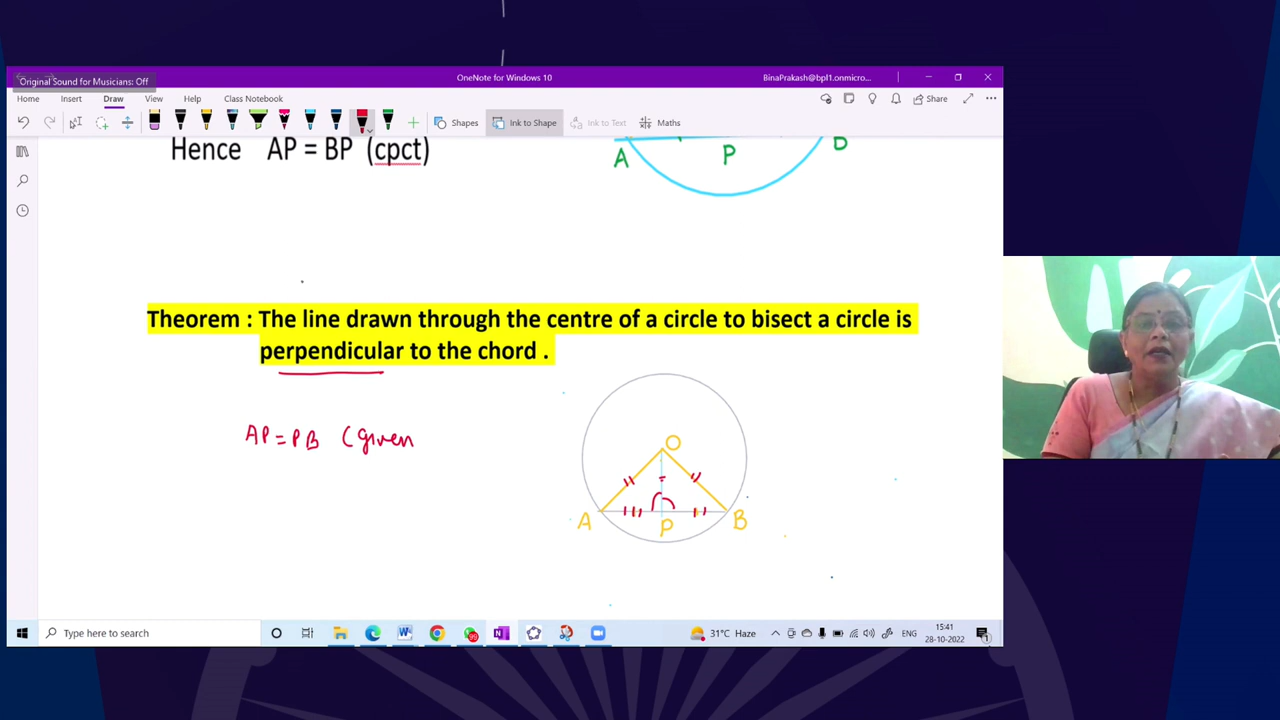 Original Sound for Musicians: Off
OneNote for Windows 10
BinaPrakash@bpl1.onmicro...
Home Insert Draw View Help Class Notebook
Share
Shapes Ink to Shape Ink to Text Maths
Hence AP = BP (cpct)
A P B
Theorem : The line drawn through the centre of a circle to bisect a circle is
perpendicular to the chord .
AP = PB (given
O
A P B
Type here to search
99
31°C Haze
ENG
15:41
28-10-2022
1